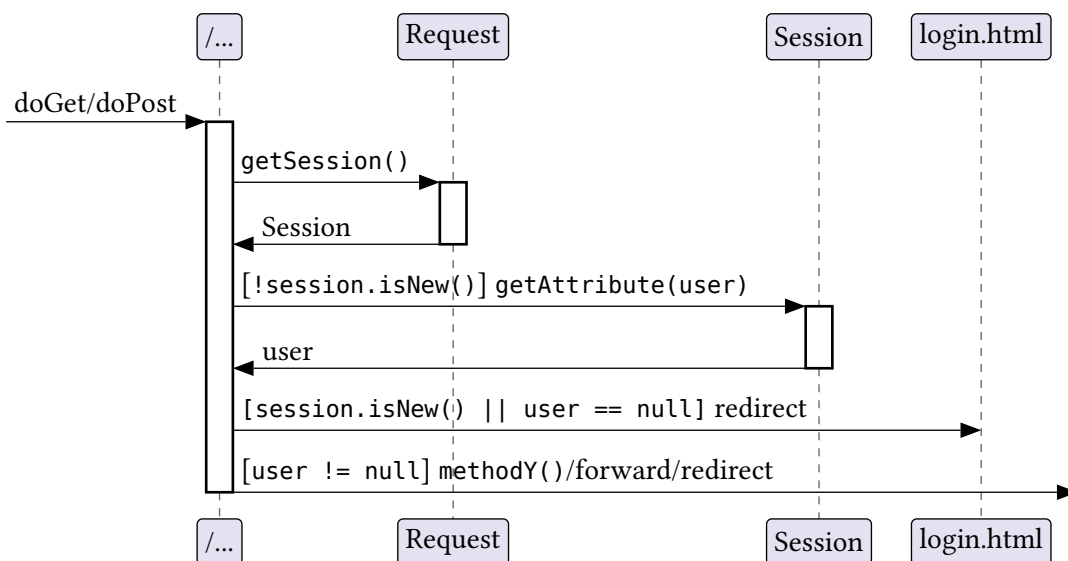 /... Request Session login.html
doGet/doPost
getSession()
Session
[!session.isNew()] getAttribute(user)
user
[session.isNew() || user == null] redirect
[user != null] methodY()/forward/redirect
/... Request Session login.html